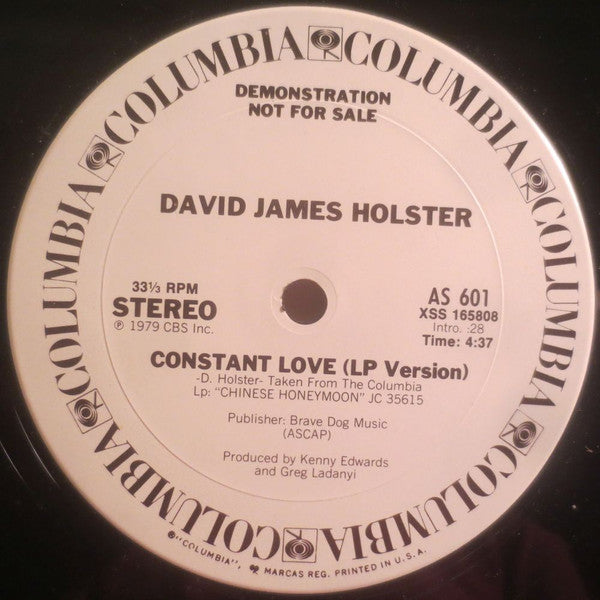 COLUMBIA COLUMBIA COLUMBIA COLUMBIA COLUMBIA COLUMBIA COLUMBIA
DEMONSTRATION
NOT FOR SALE
DAVID JAMES HOLSTER
33⅓ RPM
STEREO
℗ 1979 CBS Inc.
AS 601
XSS 165808
Intro. :28
Time: 4:37
CONSTANT LOVE (LP Version)
-D. Holster- Taken From The Columbia
Lp: "CHINESE HONEYMOON" JC 35615
Publisher: Brave Dog Music
(ASCAP)
Produced by Kenny Edwards
and Greg Ladanyi
®"COLUMBIA", MARCAS REG. PRINTED IN U.S.A.